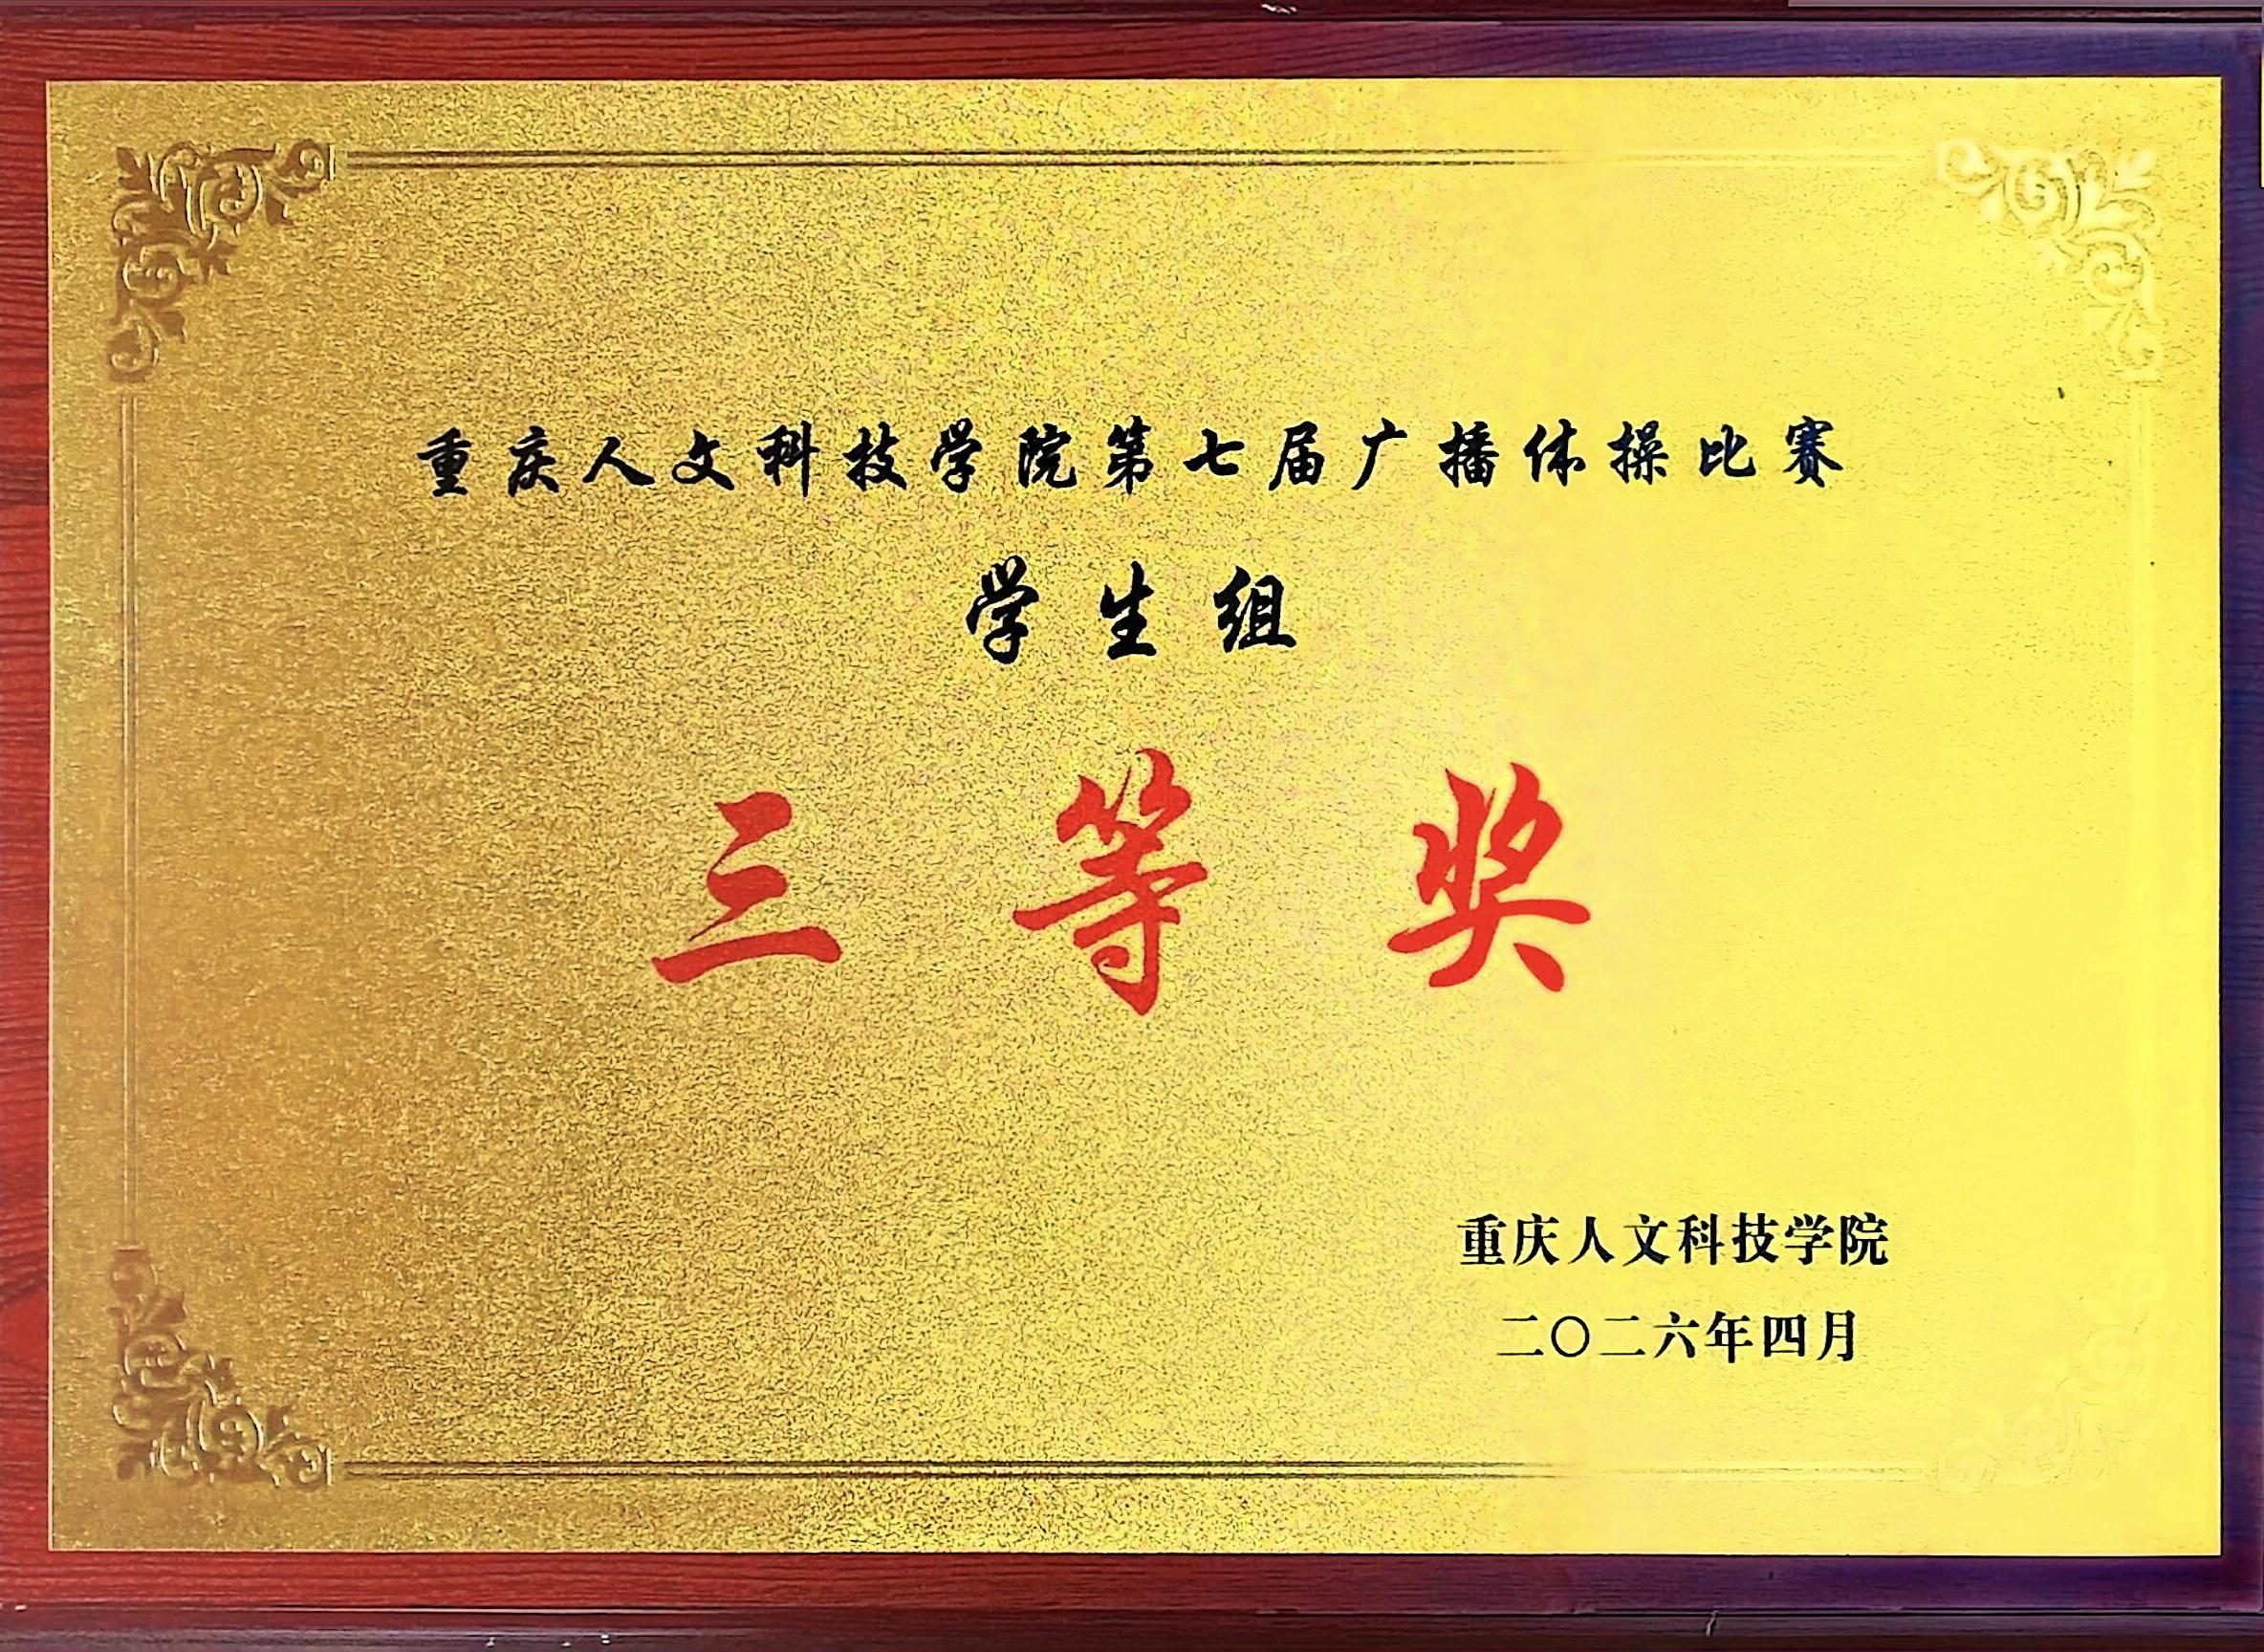 重庆人文科技学院第七届广播体操比赛
学生组
三等奖
重庆人文科技学院
二〇二六年四月